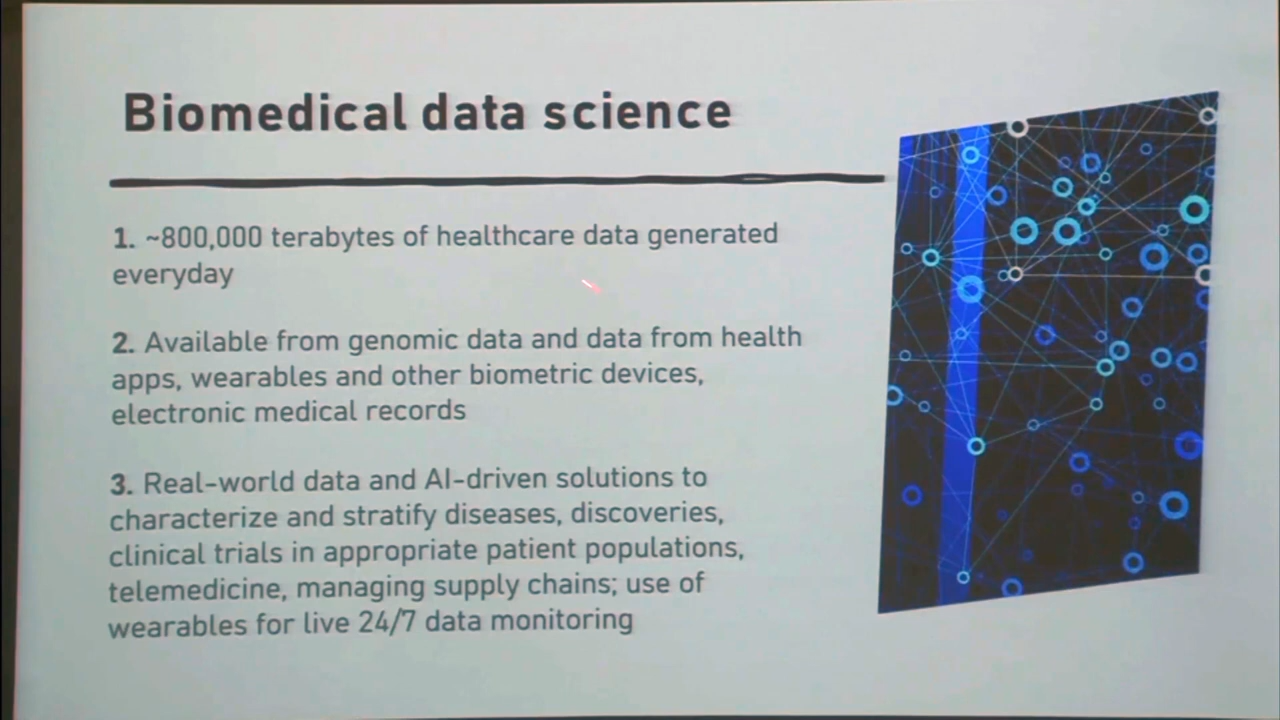 Biomedical data science
1. ~800,000 terabytes of healthcare data generated
everyday
2. Available from genomic data and data from health
apps, wearables and other biometric devices,
electronic medical records
3. Real-world data and AI-driven solutions to
characterize and stratify diseases, discoveries,
clinical trials in appropriate patient populations,
telemedicine, managing supply chains; use of
wearables for live 24/7 data monitoring